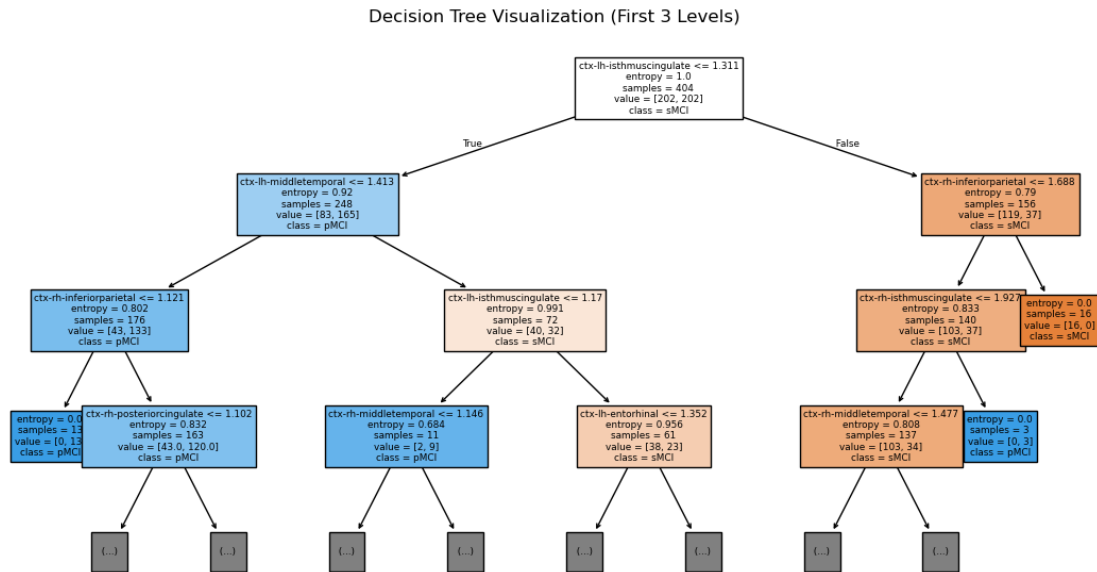 Decision Tree Visualization (First 3 Levels)
ctx-lh-isthmuscingulate <= 1.311
entropy = 1.0
samples = 404
value = [202, 202]
class = sMCI
True
False
ctx-lh-middletemporal <= 1.413
entropy = 0.92
samples = 248
value = [83, 165]
class = pMCI
ctx-rh-inferiorparietal <= 1.688
entropy = 0.79
samples = 156
value = [119, 37]
class = sMCI
ctx-rh-inferiorparietal <= 1.121
entropy = 0.802
samples = 176
value = [43, 133]
class = pMCI
ctx-lh-isthmuscingulate <= 1.17
entropy = 0.991
samples = 72
value = [40, 32]
class = sMCI
ctx-rh-isthmuscingulate <= 1.927
entropy = 0.833
samples = 140
value = [103, 37]
class = sMCI
entropy = 0.0
samples = 16
value = [16, 0]
class = sMCI
entropy = 0.0
samples = 13
value = [0, 13
class = pMCI
ctx-rh-posteriorcingulate <= 1.102
entropy = 0.832
samples = 163
value = [43.0, 120.0]
class = pMCI
ctx-rh-middletemporal <= 1.146
entropy = 0.684
samples = 11
value = [2, 9]
class = pMCI
ctx-lh-entorhinal <= 1.352
entropy = 0.956
samples = 61
value = [38, 23]
class = sMCI
ctx-rh-middletemporal <= 1.477
entropy = 0.808
samples = 137
value = [103, 34]
class = sMCI
entropy = 0.0
samples = 3
value = [0, 3]
class = pMCI
(...)
(...)
(...)
(...)
(...)
(...)
(...)
(...)